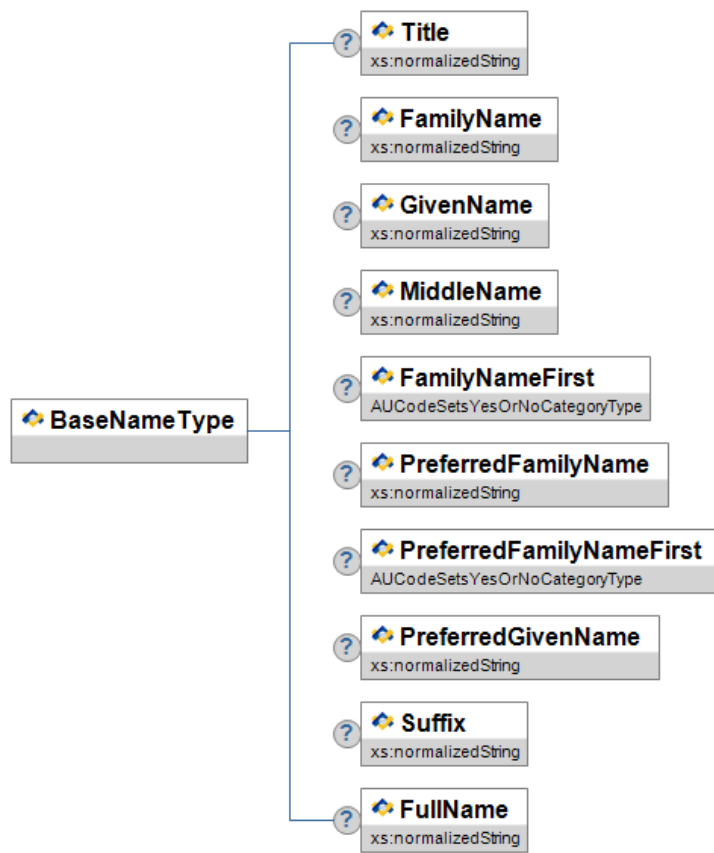 Title
xs:normalizedString
FamilyName
xs:normalizedString
GivenName
xs:normalizedString
MiddleName
xs:normalizedString
FamilyNameFirst
AUCodeSetsYesOrNoCategoryType
BaseNameType
PreferredFamilyName
xs:normalizedString
PreferredFamilyNameFirst
AUCodeSetsYesOrNoCategoryType
PreferredGivenName
xs:normalizedString
Suffix
xs:normalizedString
FullName
xs:normalizedString